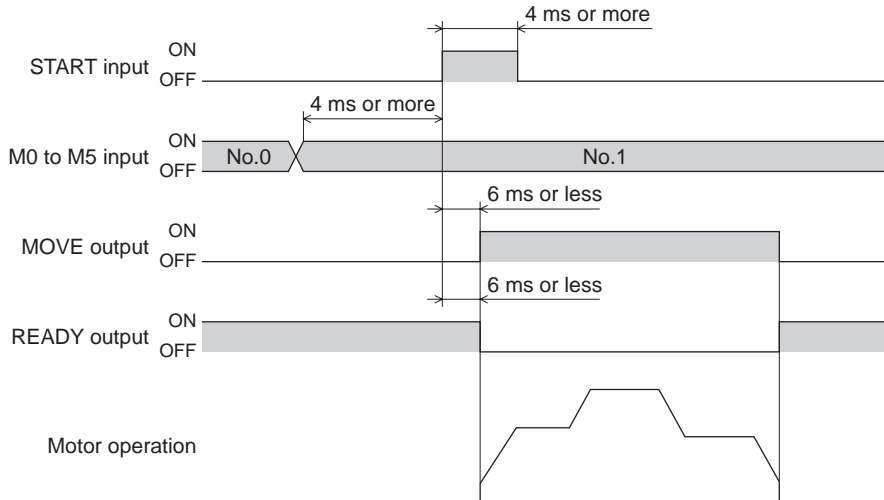 4 ms or more
ON
START input
OFF
4 ms or more
ON
M0 to M5 input
No.0
No.1
OFF
6 ms or less
ON
MOVE output
OFF
6 ms or less
ON
READY output
OFF
Motor operation